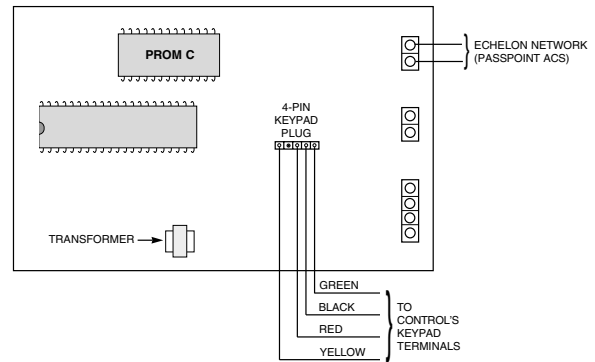 PROM C
ECHELON NETWORK
(PASSPOINT ACS)
4-PIN
KEYPAD
PLUG
TRANSFORMER
GREEN
BLACK
RED
YELLOW
TO
CONTROL'S
KEYPAD
TERMINALS